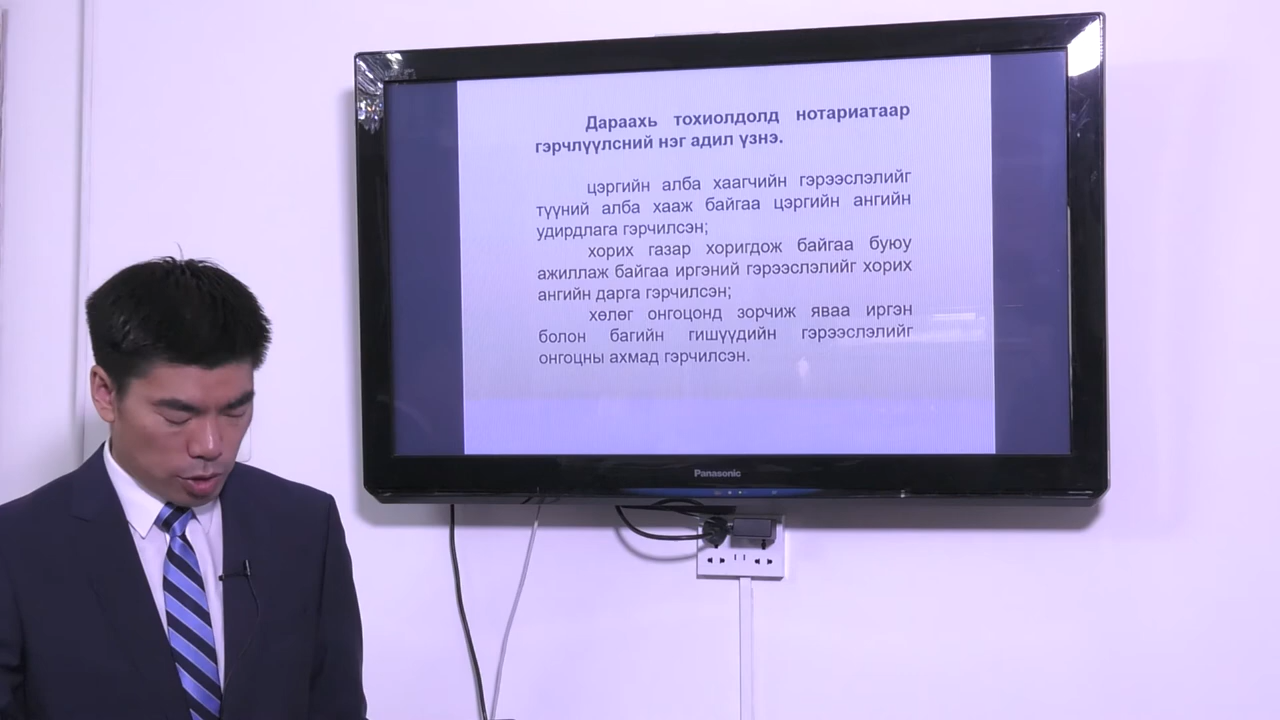 Дараахь тохиолдолд нотариатаар
гэрчлүүлсний нэг адил үзнэ.
цэргийн алба хаагчийн гэрээслэлийг
түүний алба хааж байгаа цэргийн ангийн
удирдлага гэрчилсэн;
хорих газар хоригдож байгаа буюу
ажиллаж байгаа иргэний гэрээслэлийг хорих
ангийн дарга гэрчилсэн;
хөлөг онгоцонд зорчиж яваа иргэн
болон багийн гишүүдийн гэрээслэлийг
онгоцны ахмад гэрчилсэн.
Panasonic